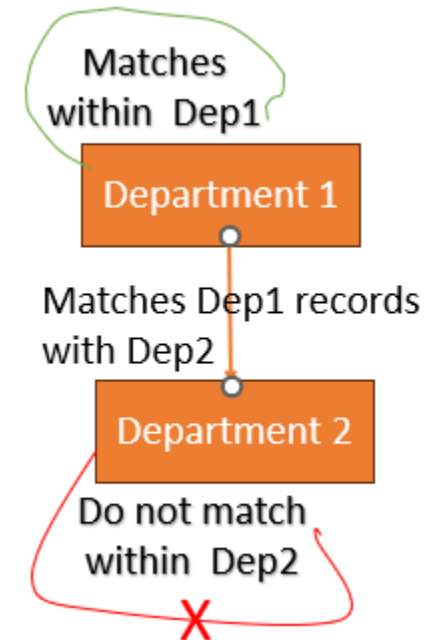 Matches
within Dep1
Department 1
Matches Dep1 records
with Dep2
Department 2
Do not match
within Dep2
X